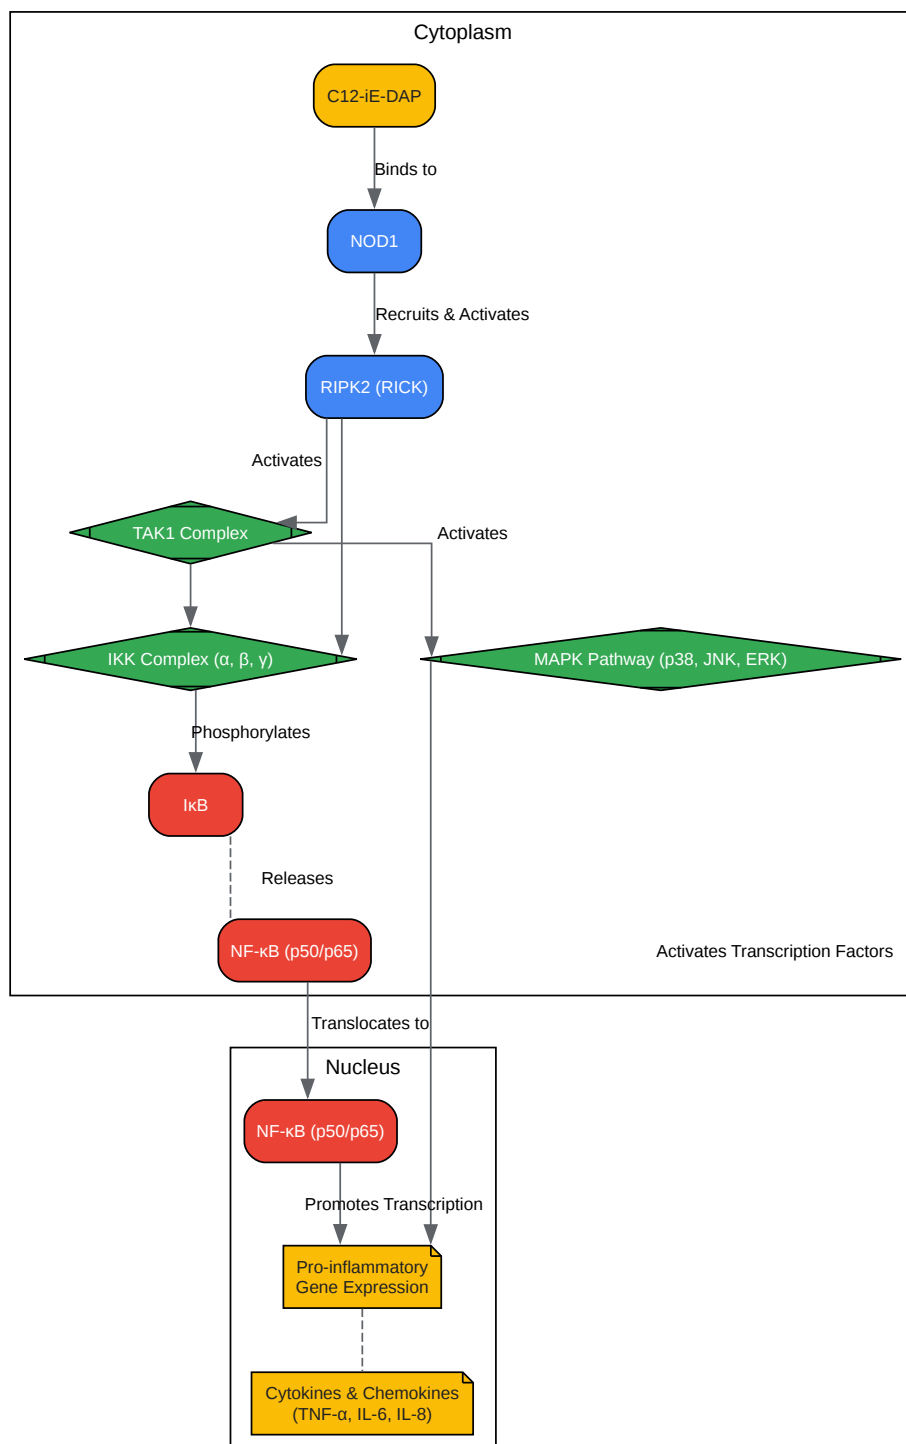 Cytoplasm
C12-iE-DAP
Binds to
NOD1
Recruits & Activates
RIPK2 (RICK)
Activates
TAK1 Complex
Activates
IKK Complex (α, β, γ)
MAPK Pathway (p38, JNK, ERK)
Phosphorylates
IκB
Releases
NF-κB (p50/p65)
Activates Transcription Factors
Translocates to
Nucleus
NF-κB (p50/p65)
Promotes Transcription
Pro-inflammatory
Gene Expression
Cytokines & Chemokines
(TNF-α, IL-6, IL-8)